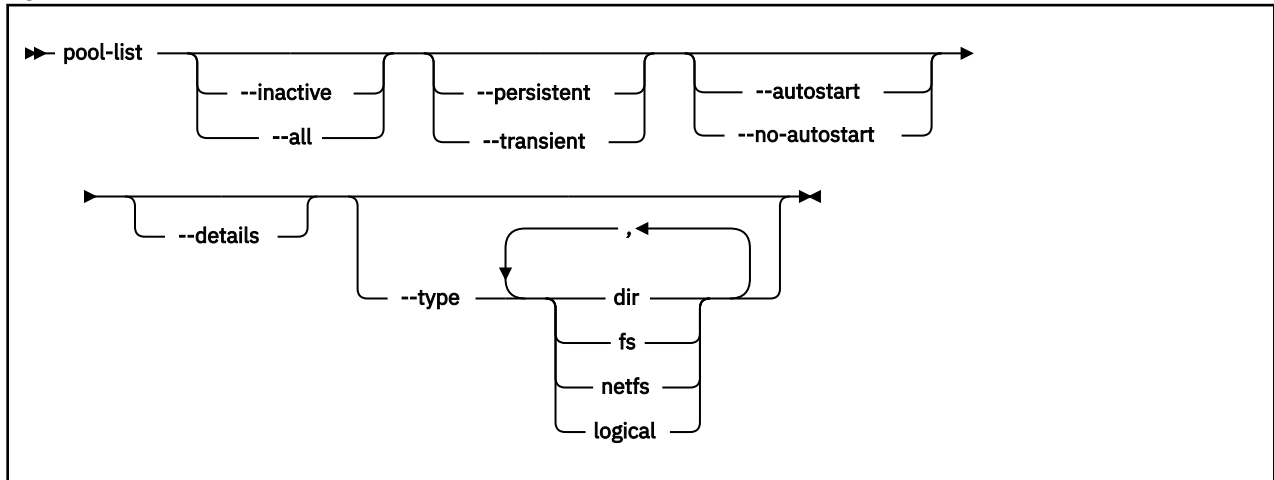 pool-list
--inactive --persistent --autostart
--all --transient --no-autostart
--details
,
--type dir
fs
netfs
logical